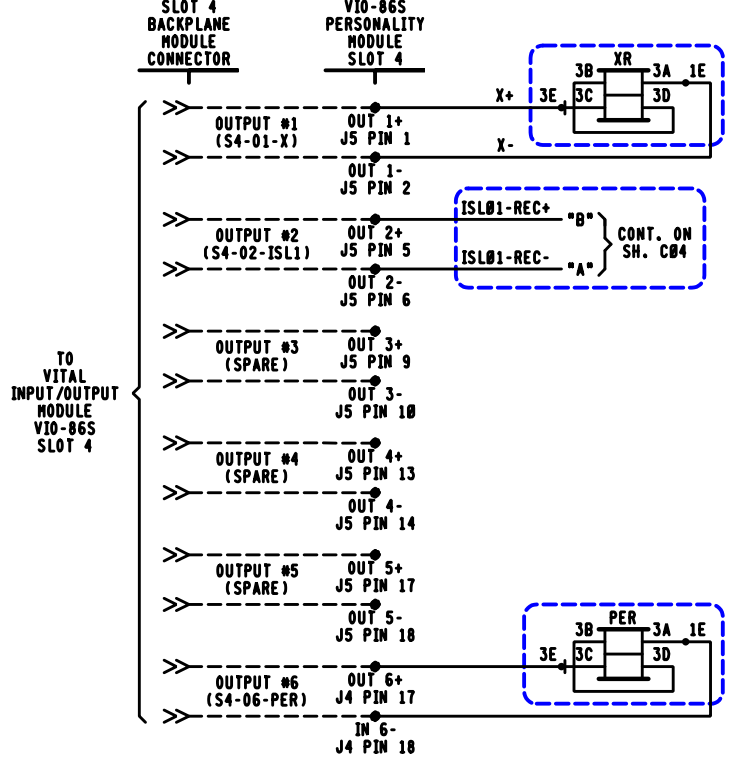 SLOT 4
BACKPLANE
MODULE
CONNECTOR
VIO-86S
PERSONALITY
MODULE
SLOT 4
XR
3B
3A
1E
X+
3E
3C
3D
OUTPUT #1
(S4-01-X)
OUT 1+
J5 PIN 1
X-
OUT 1-
J5 PIN 2
ISL01-REC+
"B"
OUTPUT #2
(S4-02-ISL1)
OUT 2+
J5 PIN 5
CONT. ON
SH. C04
ISL01-REC-
"A"
OUT 2-
J5 PIN 6
OUTPUT #3
(SPARE)
OUT 3+
J5 PIN 9
OUT 3-
J5 PIN 10
TO
VITAL
INPUT/OUTPUT
MODULE
VIO-86S
SLOT 4
OUTPUT #4
(SPARE)
OUT 4+
J5 PIN 13
OUT 4-
J5 PIN 14
OUTPUT #5
(SPARE)
OUT 5+
J5 PIN 17
OUT 5-
J5 PIN 18
PER
3B
3A
1E
3E
3C
3D
OUTPUT #6
(S4-06-PER)
OUT 6+
J4 PIN 17
IN 6-
J4 PIN 18